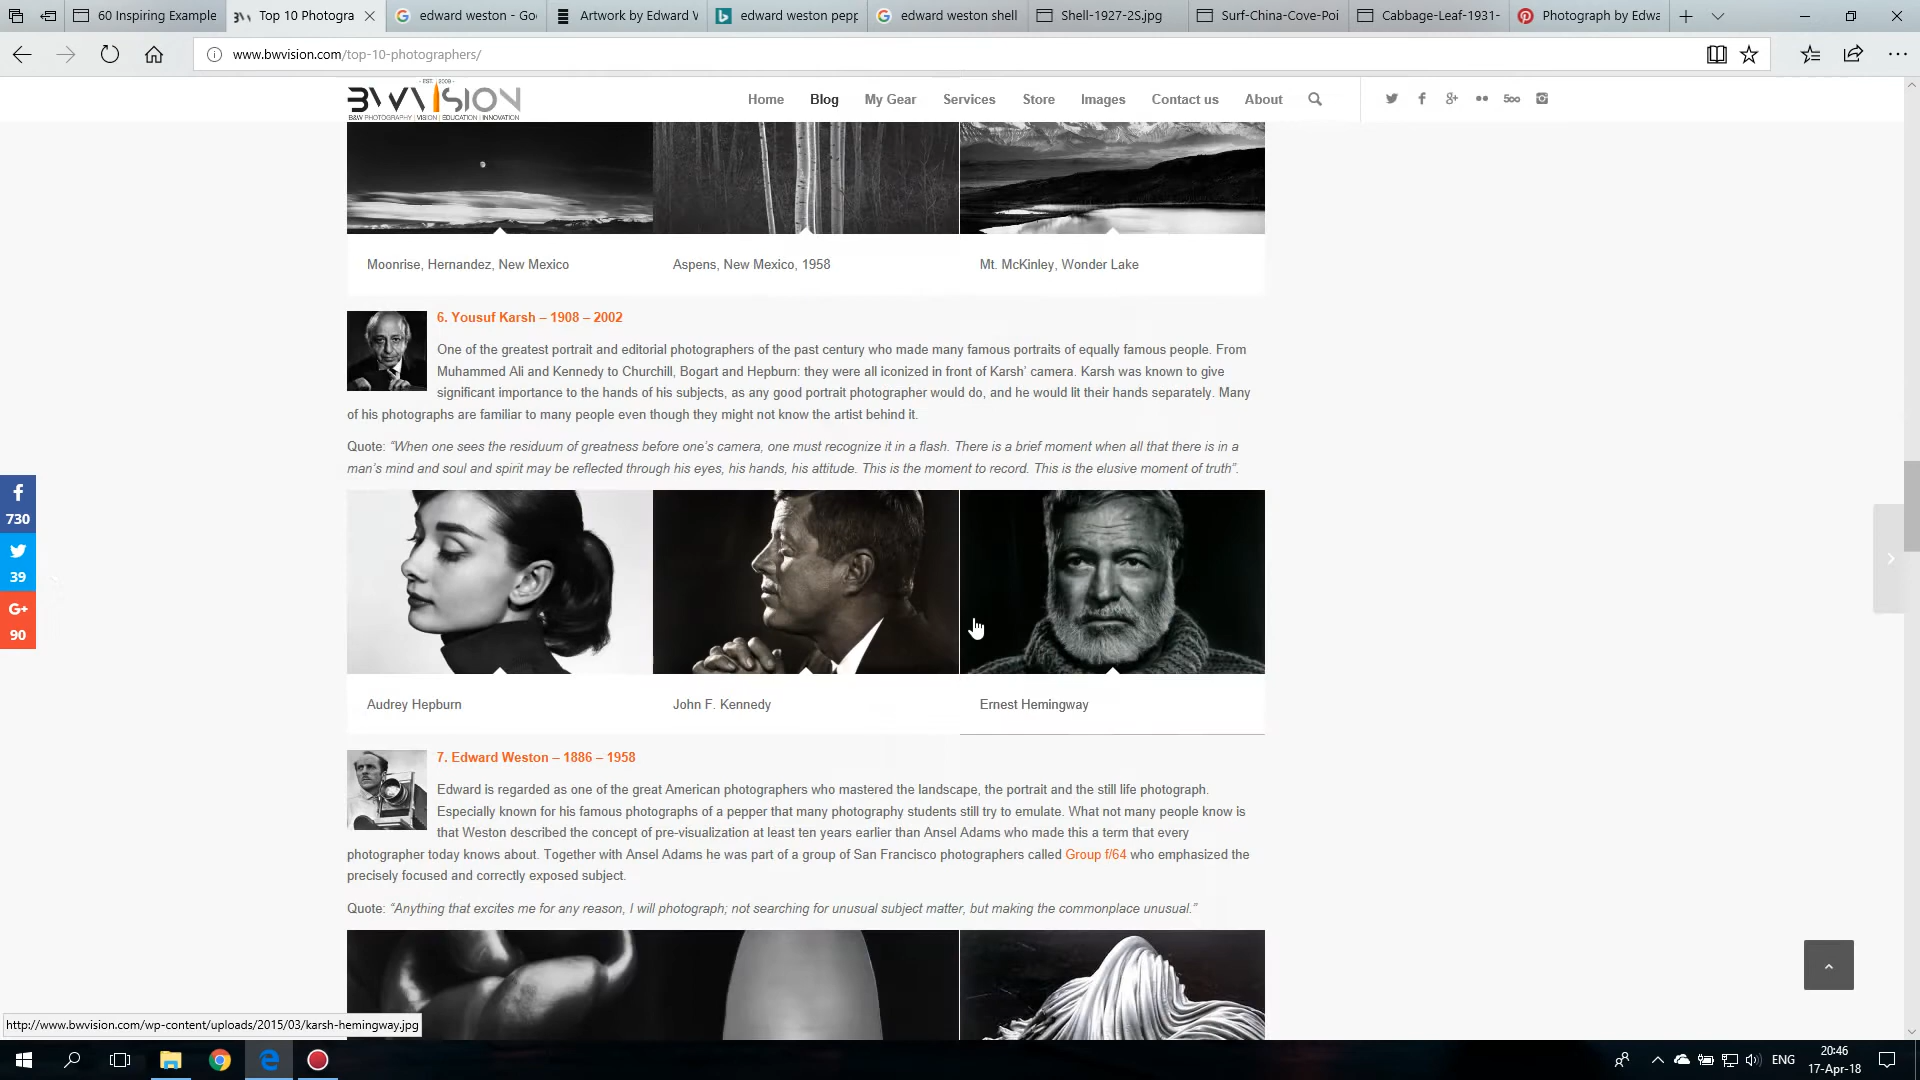 60 Inspiring Example
Top 10 Photogra
edward weston - Go
Artwork by Edward V
edward weston pepp
edward weston shell
Shell-1927-2S.jpg
Surf-China-Cove-Poi
Cabbage-Leaf-1931-
Photograph by Edwa
www.bwvision.com/top-10-photographers/
- EST. 2009 -
BWVISION
B&W PHOTOGRAPHY | VISION | EDUCATION | INNOVATION
Home
Blog
My Gear
Services
Store
Images
Contact us
About
500
Moonrise, Hernandez, New Mexico
Aspens, New Mexico, 1958
Mt. McKinley, Wonder Lake
6. Yousuf Karsh – 1908 – 2002
One of the greatest portrait and editorial photographers of the past century who made many famous portraits of equally famous people. From
Muhammed Ali and Kennedy to Churchill, Bogart and Hepburn: they were all iconized in front of Karsh’ camera. Karsh was known to give
significant importance to the hands of his subjects, as any good portrait photographer would do, and he would lit their hands separately. Many
of his photographs are familiar to many people even though they might not know the artist behind it.
Quote: “When one sees the residuum of greatness before one’s camera, one must recognize it in a flash. There is a brief moment when all that there is in a
man’s mind and soul and spirit may be reflected through his eyes, his hands, his attitude. This is the moment to record. This is the elusive moment of truth”.
730
39
G+
90
Audrey Hepburn
John F. Kennedy
Ernest Hemingway
7. Edward Weston – 1886 – 1958
Edward is regarded as one of the great American photographers who mastered the landscape, the portrait and the still life photograph.
Especially known for his famous photographs of a pepper that many photography students still try to emulate. What not many people know is
that Weston described the concept of pre-visualization at least ten years earlier than Ansel Adams who made this a term that every
photographer today knows about. Together with Ansel Adams he was part of a group of San Francisco photographers called Group f/64 who emphasized the
precisely focused and correctly exposed subject.
Quote: “Anything that excites me for any reason, I will photograph; not searching for unusual subject matter, but making the commonplace unusual.”
http://www.bwvision.com/wp-content/uploads/2015/03/karsh-hemingway.jpg
ENG
20:46
17-Apr-18